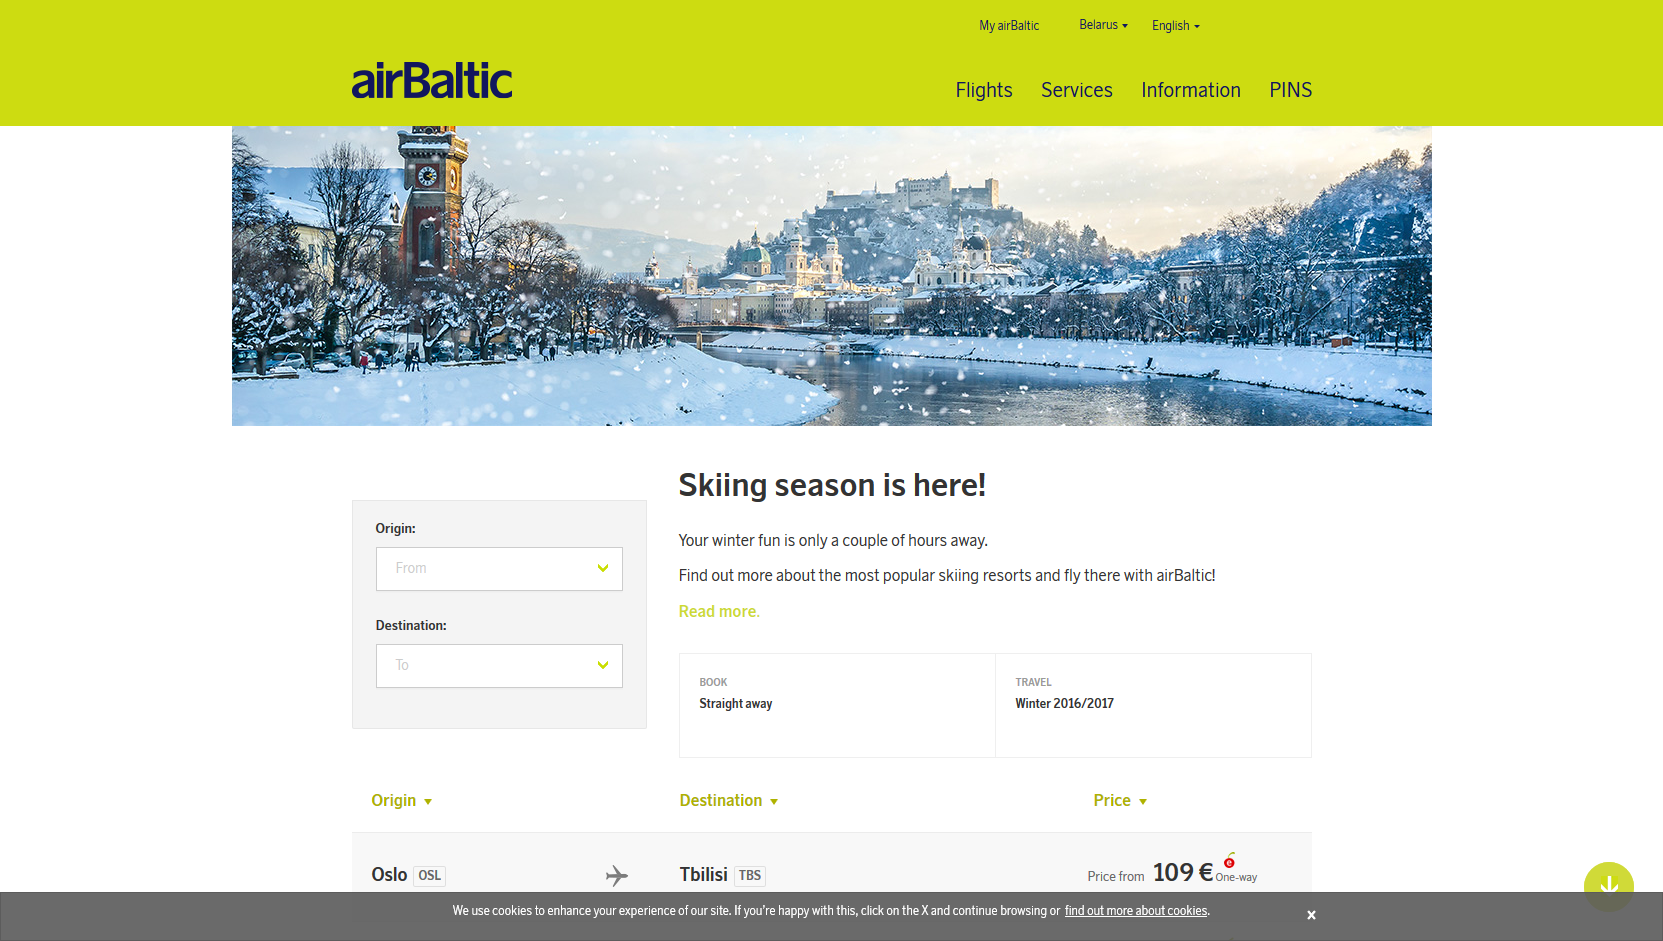 My airBaltic
Belarus
English
airBaltic
Flights
Services
Information
PINS
Skiing season is here!
Origin:
From
Destination:
To
Your winter fun is only a couple of hours away.
Find out more about the most popular skiing resorts and fly there with airBaltic!
Read more.
BOOK
Straight away
TRAVEL
Winter 2016/2017
Origin
Destination
Price
Oslo OSL
Tbilisi TBS
Price from 109 € e One-way
We use cookies to enhance your experience of our site. If you're happy with this, click on the X and continue browsing or find out more about cookies.
x